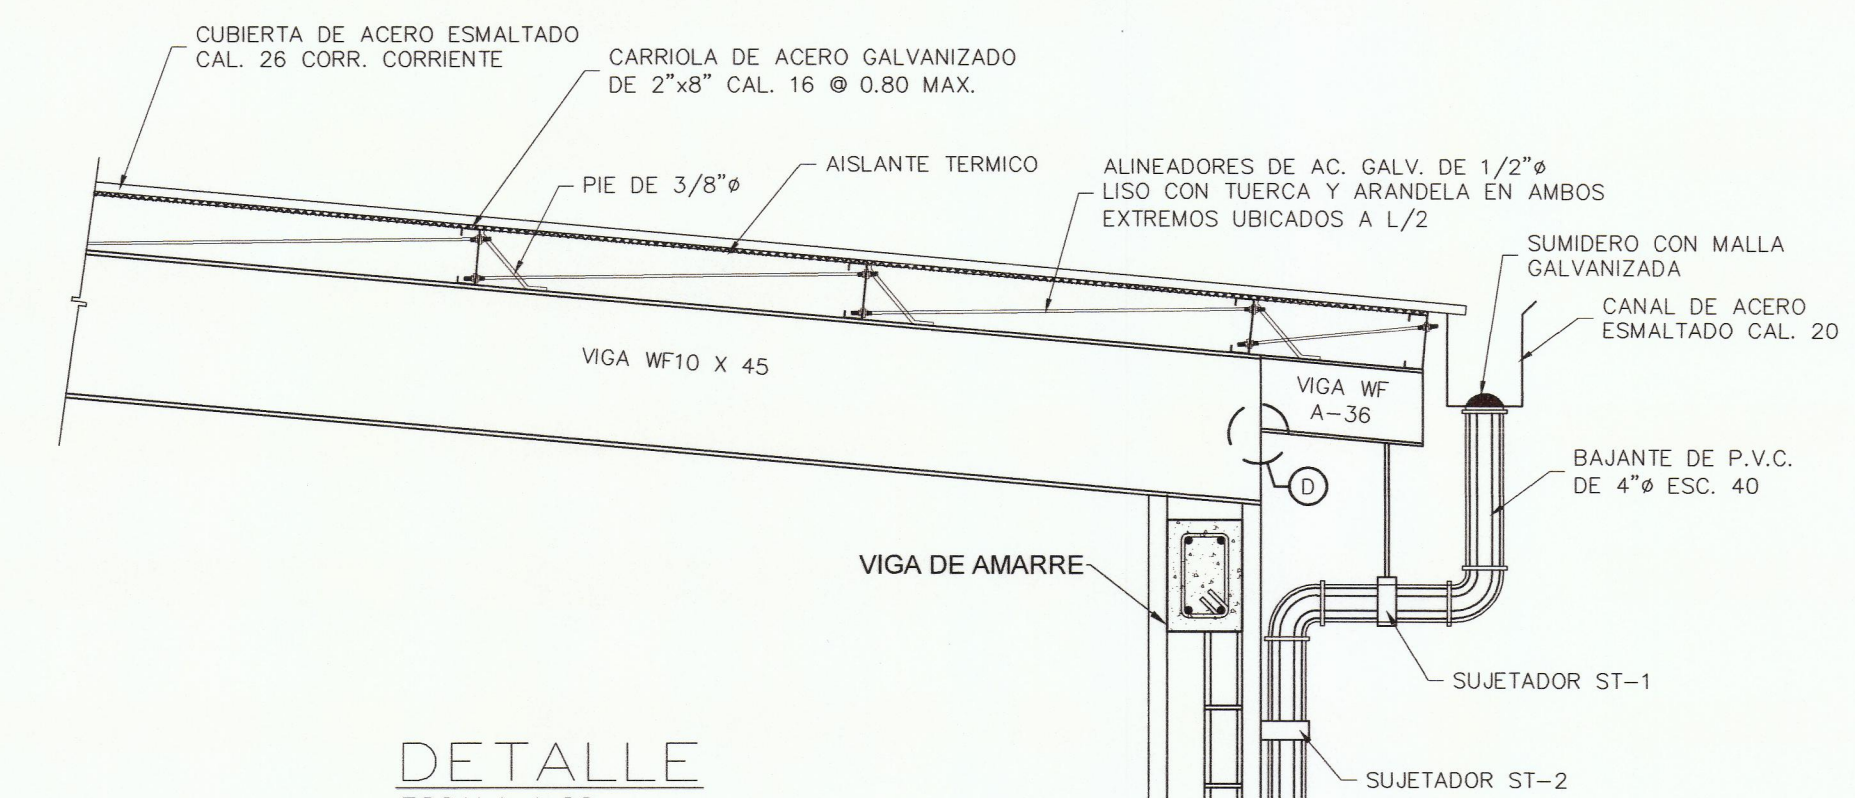 CUBIERTA DE ACERO ESMALTADO
CAL. 26 CORR. CORRIENTE
CARRIOLA DE ACERO GALVANIZADO
DE 2"x8" CAL. 16 @ 0.80 MAX.
PIE DE 3/8"ø
AISLANTE TERMICO
ALINEADORES DE AC. GALV. DE 1/2"ø
LISO CON TUERCA Y ARANDELA EN AMBOS
EXTREMOS UBICADOS A L/2
SUMIDERO CON MALLA
GALVANIZADA
CANAL DE ACERO
ESMALTADO CAL. 20
VIGA WF10 X 45
VIGA WF
A-36
BAJANTE DE P.V.C.
DE 4"ø ESC. 40
D
VIGA DE AMARRE
SUJETADOR ST-1
SUJETADOR ST-2
DETALLE